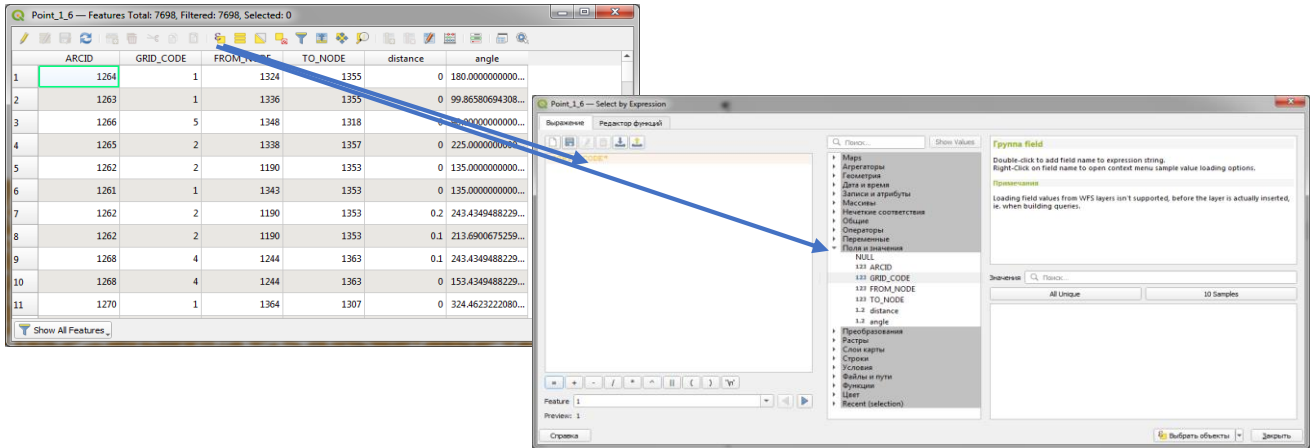 Point_1_6 — Features Total: 7698, Filtered: 7698, Selected: 0
ARCID GRID_CODE FROM_NODE TO_NODE distance angle
1 1264 1 1324 1355 0 180.0000000000...
2 1263 1 1336 1355 0 99.86580694308...
3 1266 5 1348 1318
4 1265 2 1338 1357 0 225.0000000000...
5 1262 2 1190 1353 0 135.0000000000...
6 1261 1 1343 1353 0 135.0000000000...
7 1262 2 1190 1353 0.2 243.4349488229...
8 1262 2 1190 1353 0.1 213.6900675259...
9 1268 4 1244 1363 0.1 243.4349488229...
10 1268 4 1244 1363 0 153.4349488229...
11 1270 1 1364 1307 0 324.4623222080...
Show All Features
Point_1_6 — Select by Expression
Выражение Редактор функций
Поиск... Show Values
Maps
Агрегаторы
Геометрия
Дата и время
Записи и атрибуты
Массивы
Нечеткие соответствия
Общие
Операторы
Переменные
Поля и значения
NULL
123 ARCID
123 GRID_CODE
123 FROM_NODE
123 TO_NODE
1.2 distance
1.2 angle
Преобразования
Растры
Слои карты
Строки
Условия
Файлы и пути
Функции
Цвет
Recent (selection)
Группа field
Double-click to add field name to expression string.
Right-Click on field name to open context menu sample value loading options.
Примечания
Loading field values from WFS layers isn't supported, before the layer is actually inserted,
ie. when building queries.
Значения Поиск...
All Unique 10 Samples
= + - / * ^ || ( ) '\n'
Feature 1
Preview: 1
Справка Выбрать объекты Закрыть